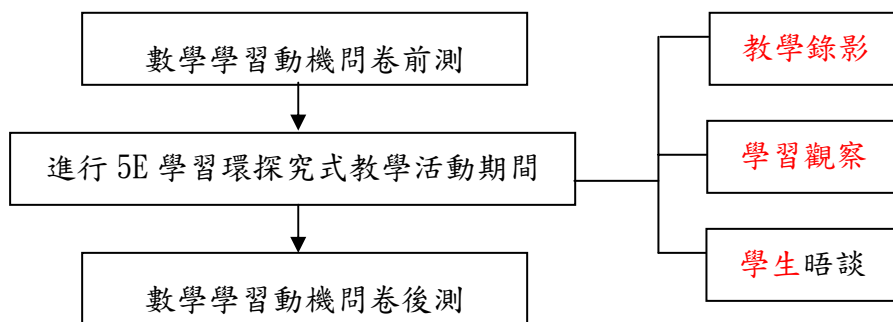 數學學習動機問卷前測
進行 5E 學習環探究式教學活動期間
數學學習動機問卷後測
教學錄影
學習觀察
學生晤談